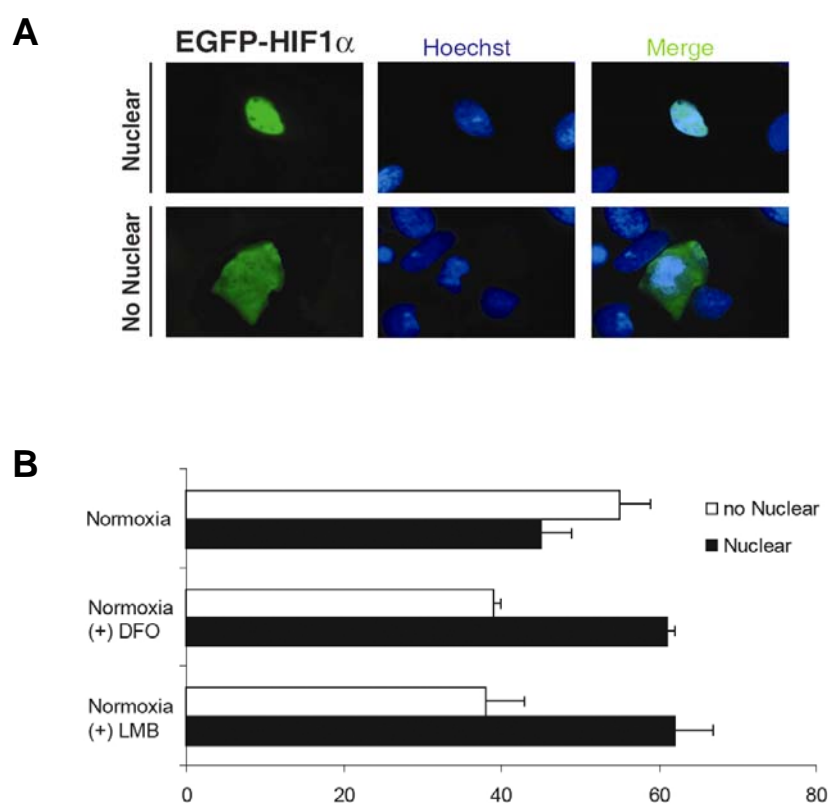 A
EGFP-HIF1α
Hoechst
Merge
Nuclear
No Nuclear
B
Normoxia
no Nuclear
Nuclear
Normoxia
(+) DFO
Normoxia
(+) LMB
0 20 40 60 80